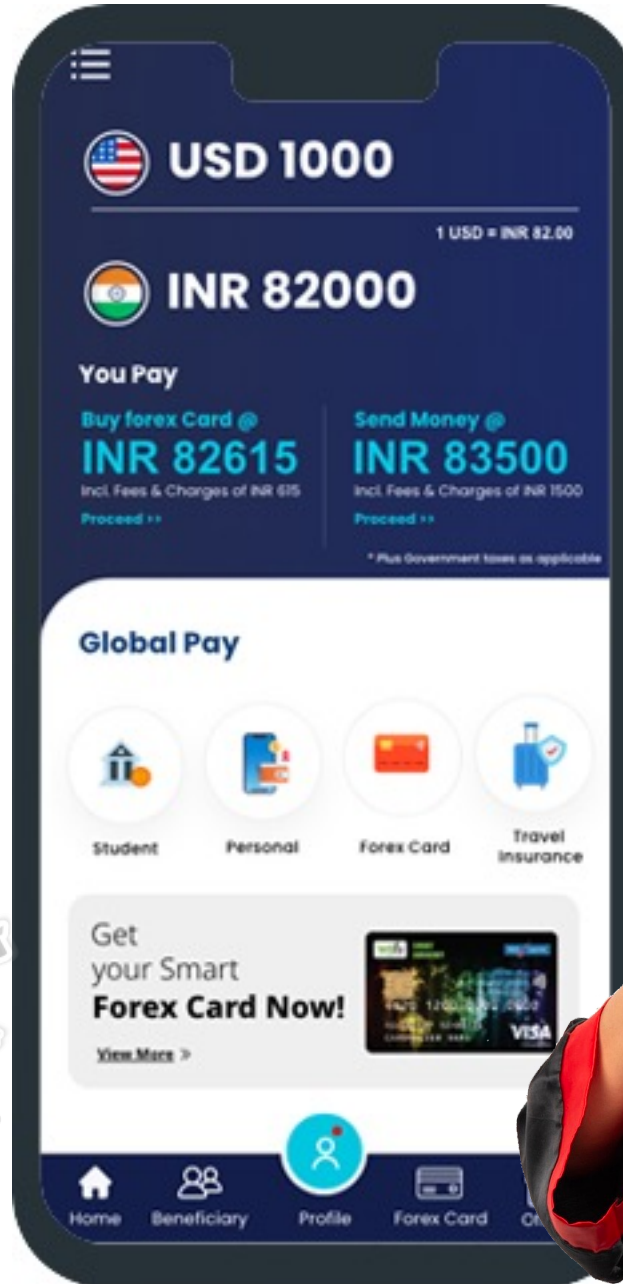 USD 1000
1 USD = INR 82.00
INR 82000
You Pay
Buy forex Card @
INR 82615
Incl. Fees & Charges of INR 615
Proceed >>
Send Money @
INR 83500
Incl. Fees & Charges of INR 1500
Proceed >>
* Plus Government taxes as applicable
Global Pay
Student
Personal
Forex Card
Travel
Insurance
Get
your Smart
Forex Card Now!
View More >>
VISA
Home
Beneficiary
Profile
Forex Card